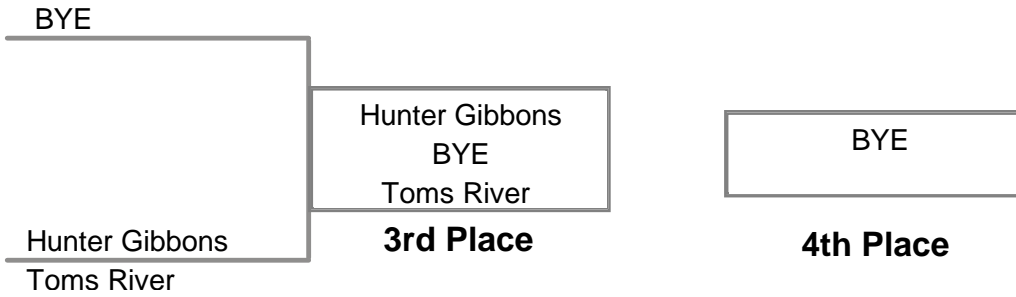 BYE
Hunter Gibbons
Toms River
Hunter Gibbons
BYE
Toms River
3rd Place
BYE
4th Place